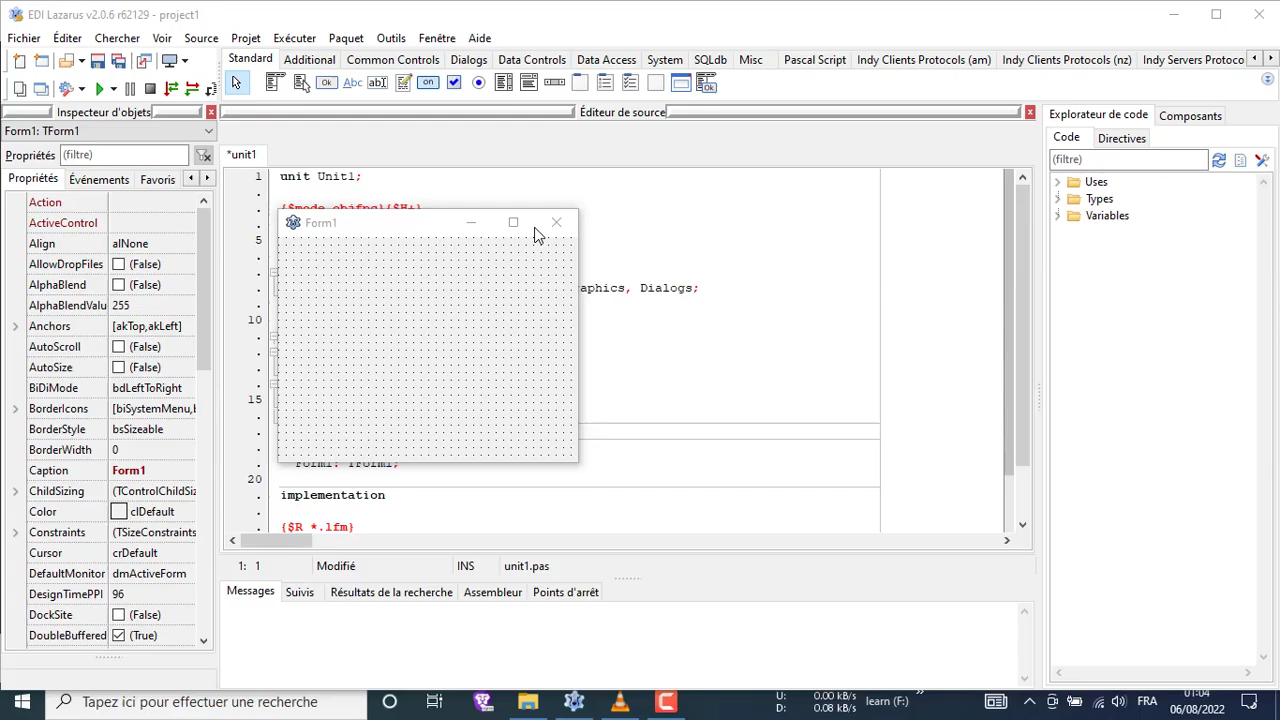 EDI Lazarus v2.0.6 r62129 - project1
Fichier Éditer Chercher Voir Source Projet Exécuter Paquet Outils Fenêtre Aide
Standard Additional Common Controls Dialogs Data Controls Data Access System SQLdb Misc Pascal Script Indy Clients Protocols (am) Indy Clients Protocols (nz) Indy Servers Protoco
Ok Abc abI on Ok
Inspecteur d'objets
Éditeur de source
Form1: TForm1
Propriétés (filtre)
Propriétés Événements Favoris
Action
ActiveControl
Align alNone
AllowDropFiles (False)
AlphaBlend (False)
AlphaBlendValu 255
Anchors [akTop,akLeft]
AutoScroll (False)
AutoSize (False)
BiDiMode bdLeftToRight
BorderIcons [biSystemMenu,b
BorderStyle bsSizeable
BorderWidth 0
Caption Form1
ChildSizing (TControlChildSiz
Color clDefault
Constraints (TSizeConstraints
Cursor crDefault
DefaultMonitor dmActiveForm
DesignTimePPI 96
DockSite (False)
DoubleBuffered (True)
*unit1
1 unit Unit1;
{$mode objfpc}{$H+}
Form1
5
aphics, Dialogs;
10
15
Form1: TForm1;
20
implementation
{$R *.lfm}
1: 1 Modifié INS unit1.pas
Messages Suivis Résultats de la recherche Assembleur Points d'arrêt
Explorateur de code Composants
Code Directives
(filtre)
Uses
Types
Variables
Tapez ici pour effectuer une recherche
U: 0.00 kB/s
D: 0.08 kB/s
learn (F:)
FRA
01:04
06/08/2022